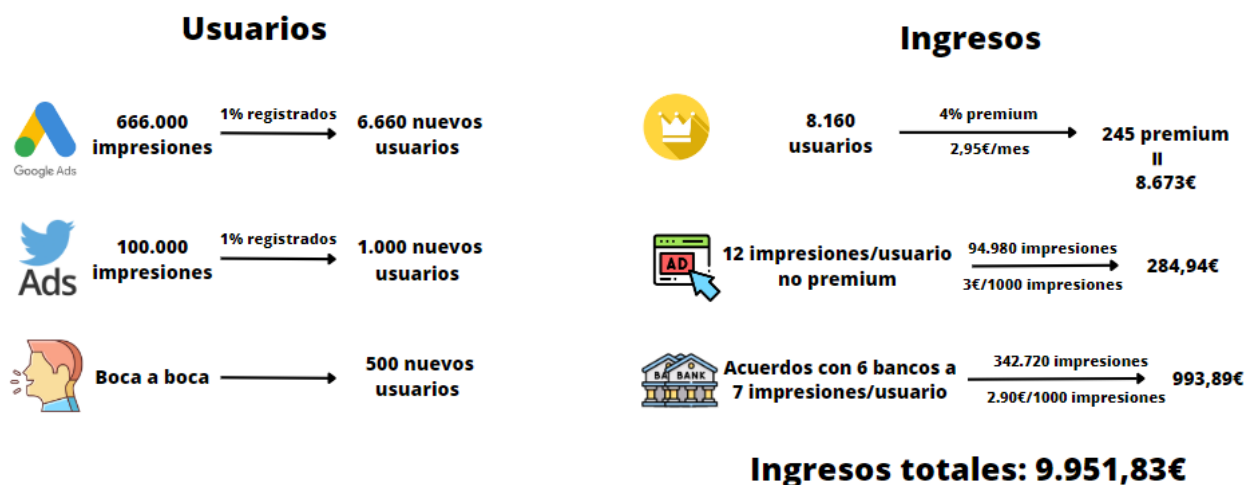 Usuarios
Google Ads
666.000
impresiones
1% registrados
6.660 nuevos
usuarios
Ads
100.000
impresiones
1% registrados
1.000 nuevos
usuarios
Boca a boca
500 nuevos
usuarios
Ingresos
8.160
usuarios
4% premium
2,95€/mes
245 premium
=
8.673€
AD
12 impresiones/usuario
no premium
94.980 impresiones
3€/1000 impresiones
284,94€
BA BANK
Acuerdos con 6 bancos a
7 impresiones/usuario
342.720 impresiones
2.90€/1000 impresiones
993,89€
Ingresos totales: 9.951,83€